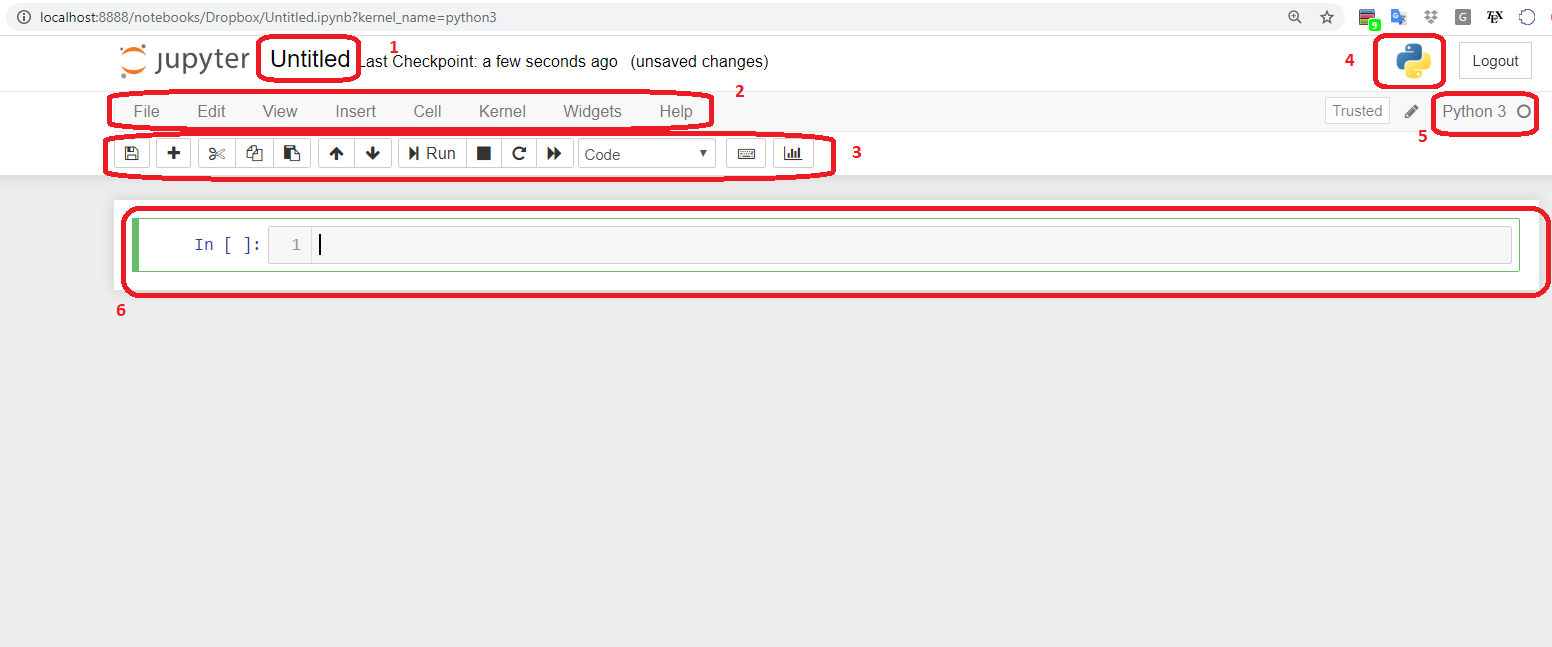 localhost:8888/notebooks/Dropbox/Untitled.ipynb?kernel_name=python3
9 G TEX
jupyter Untitled 1 Last Checkpoint: a few seconds ago (unsaved changes) 4 Logout
2
File Edit View Insert Cell Kernel Widgets Help Trusted Python 3
5
Run Code 3
In [ ]: 1
6